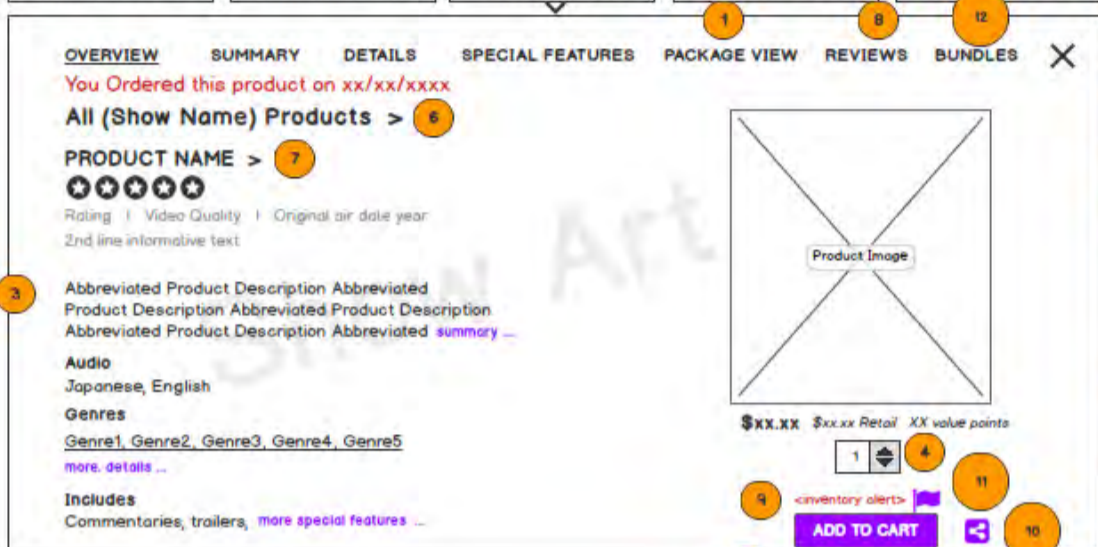 1 8 12
OVERVIEW SUMMARY DETAILS SPECIAL FEATURES PACKAGE VIEW REVIEWS BUNDLES
You Ordered this product on xx/xx/xxxx
All (Show Name) Products > 6
PRODUCT NAME > 7
Rating | Video Quality | Original air date year
2nd line informative text
Show Art
Product Image
3
Abbreviated Product Description Abbreviated
Product Description Abbreviated Product Description
Abbreviated Product Description Abbreviated summary ...
Audio
Japanese, English
Genres
Genre1, Genre2, Genre3, Genre4, Genre5
more. details ...
Includes
Commentaries, trailers, more special features ...
$xx.xx $xx.xx Retail XX value points
1 4
11
9 <inventory alert>
ADD TO CART 10